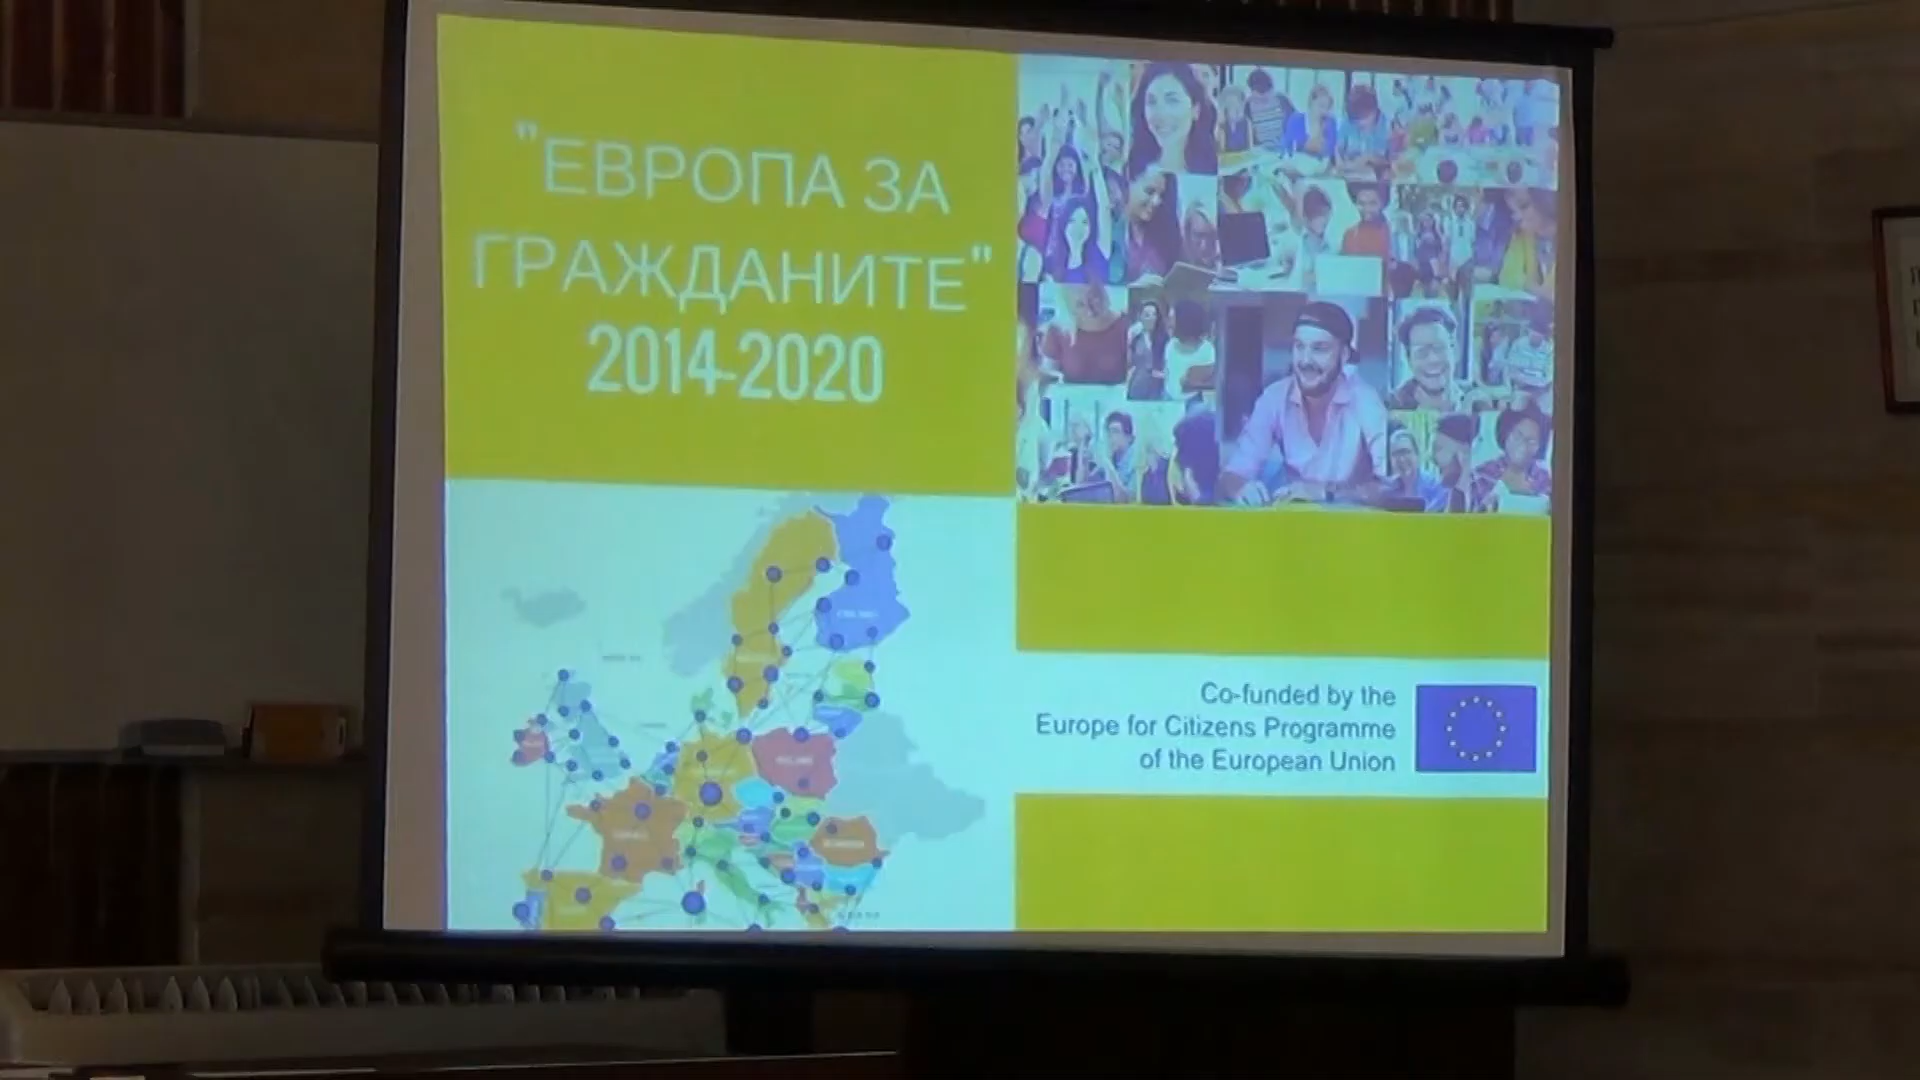 "ЕВРОПА ЗА
ГРАЖДАНИТЕ"
2014-2020
Co-funded by the
Europe for Citizens Programme
of the European Union